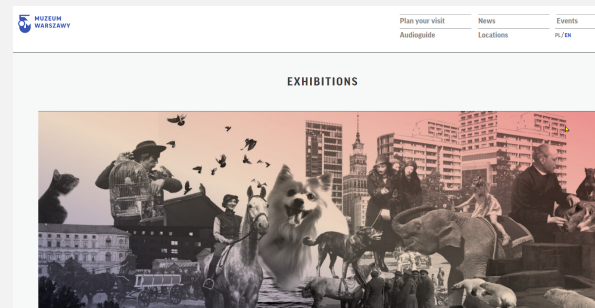 MUZEUM
WARSZAWY
Plan your visit
News
Events
Audioguide
Locations
PL/EN
EXHIBITIONS